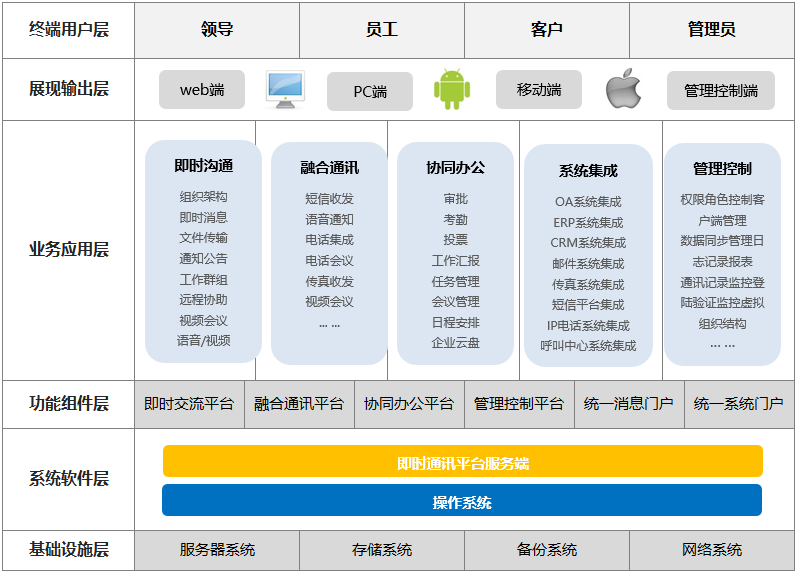 终端用户层
领导
员工
客户
管理员
展现输出层
web端
PC端
移动端
管理控制端
业务应用层
即时沟通
组织架构
即时消息
文件传输
通知公告
工作群组
远程协助
视频会议
语音/视频
融合通讯
短信收发
语音通知
电话集成
电话会议
传真收发
视频会议
... ...
协同办公
审批
考勤
投票
工作汇报
任务管理
会议管理
日程安排
企业云盘
系统集成
OA系统集成
ERP系统集成
CRM系统集成
邮件系统集成
传真系统集成
短信平台集成
IP电话系统集成
呼叫中心系统集成
管理控制
权限角色控制客
户端管理
数据同步管理日
志记录报表
通讯记录监控登
陆验证监控虚拟
组织结构
... ...
功能组件层
即时交流平台
融合通讯平台
协同办公平台
管理控制平台
统一消息门户
统一系统门户
系统软件层
即时通讯平台服务端
操作系统
基础设施层
服务器系统
存储系统
备份系统
网络系统